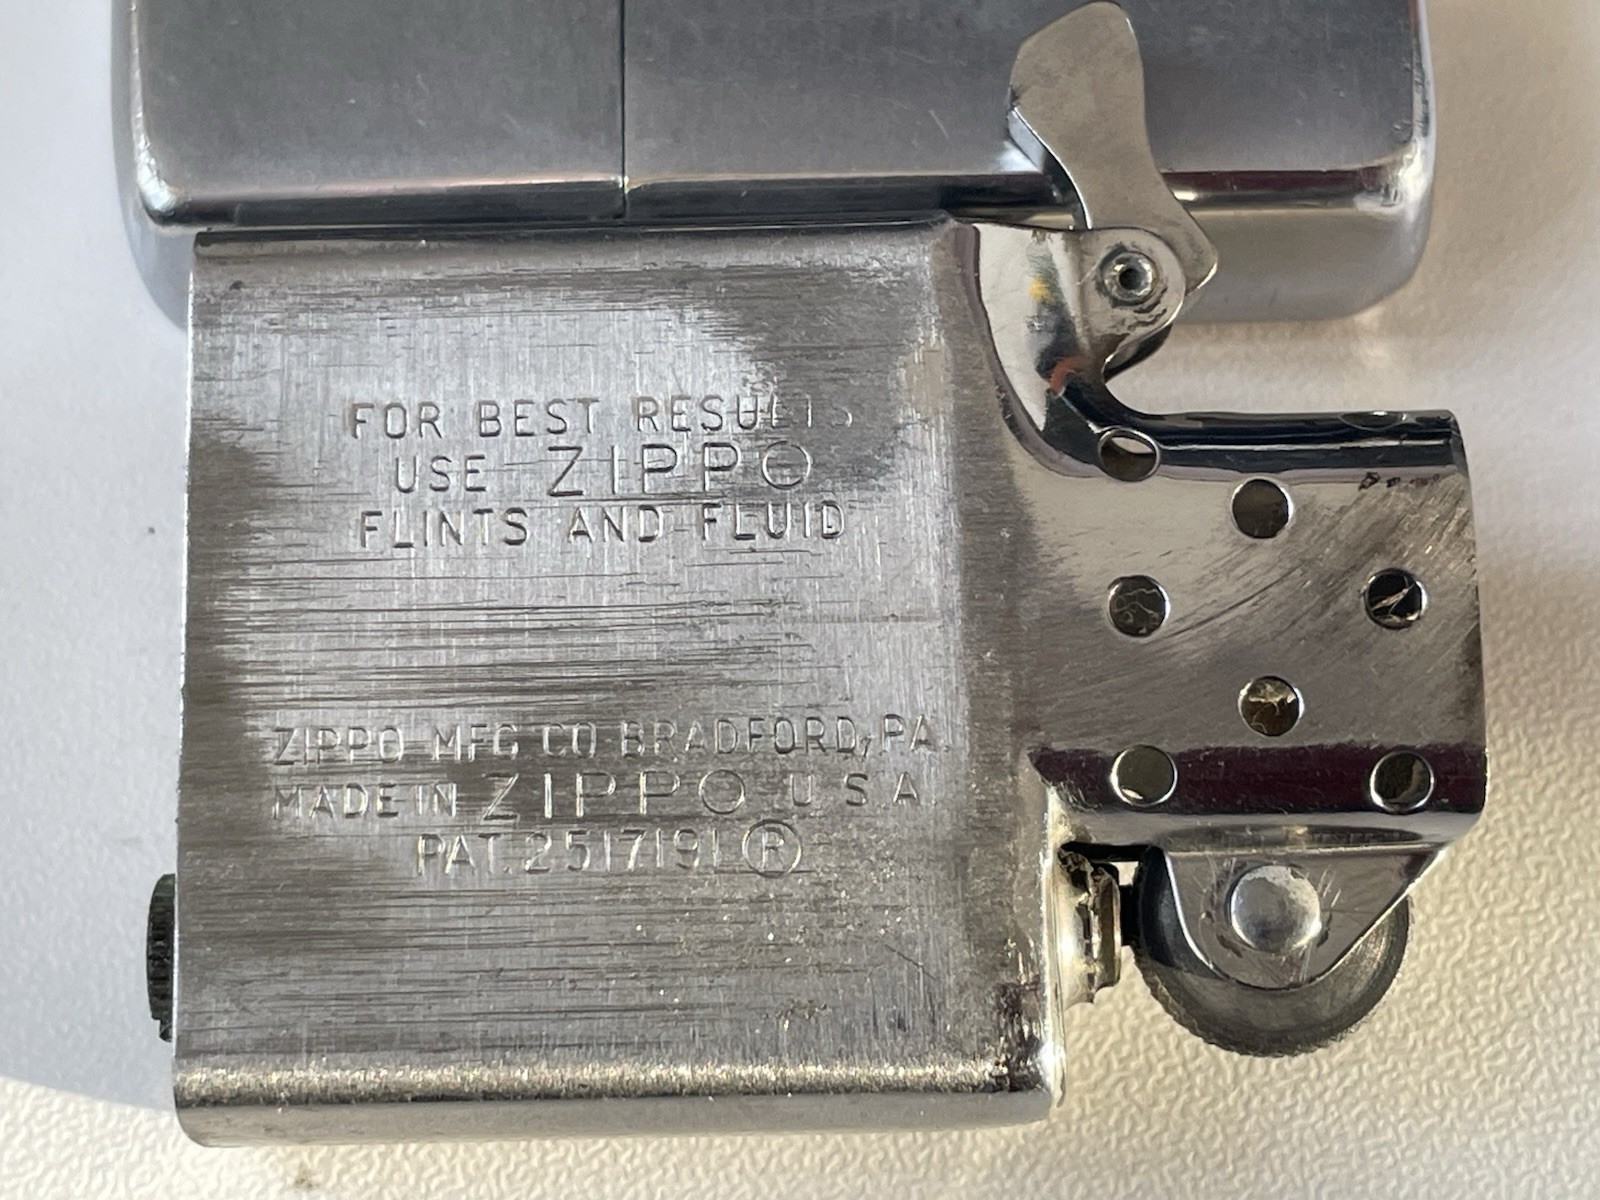 FOR BEST RESULTS
USE ZIPPO
FLINTS AND FLUID
ZIPPO MFG CO BRADFORD, PA.
MADE IN ZIPPO U S A
PAT. 2517191 ®